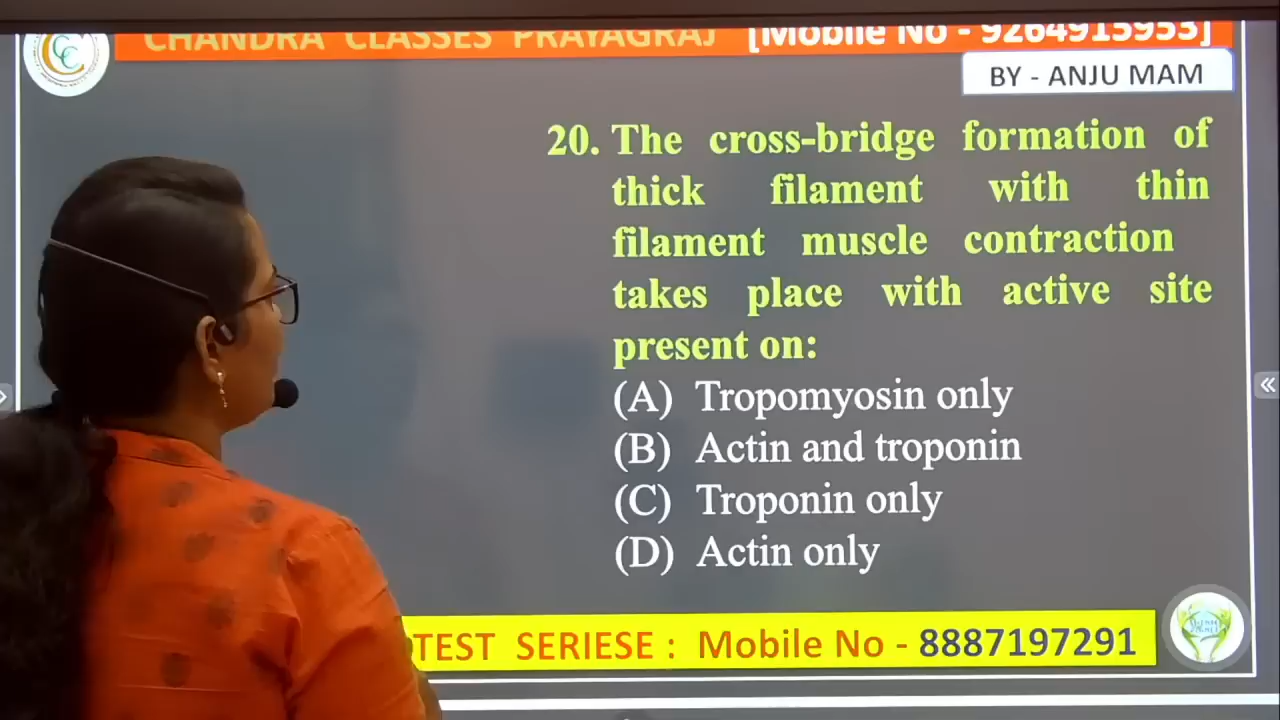 CHANDRA CLASSES PRAYAGRAJ [Mobile No - 9264915953]
CCC
BY - ANJU MAM
20. The cross-bridge formation of
thick filament with thin
filament muscle contraction
takes place with active site
present on:
(A) Tropomyosin only
(B) Actin and troponin
(C) Troponin only
(D) Actin only
TEST SERIESE : Mobile No - 8887197291